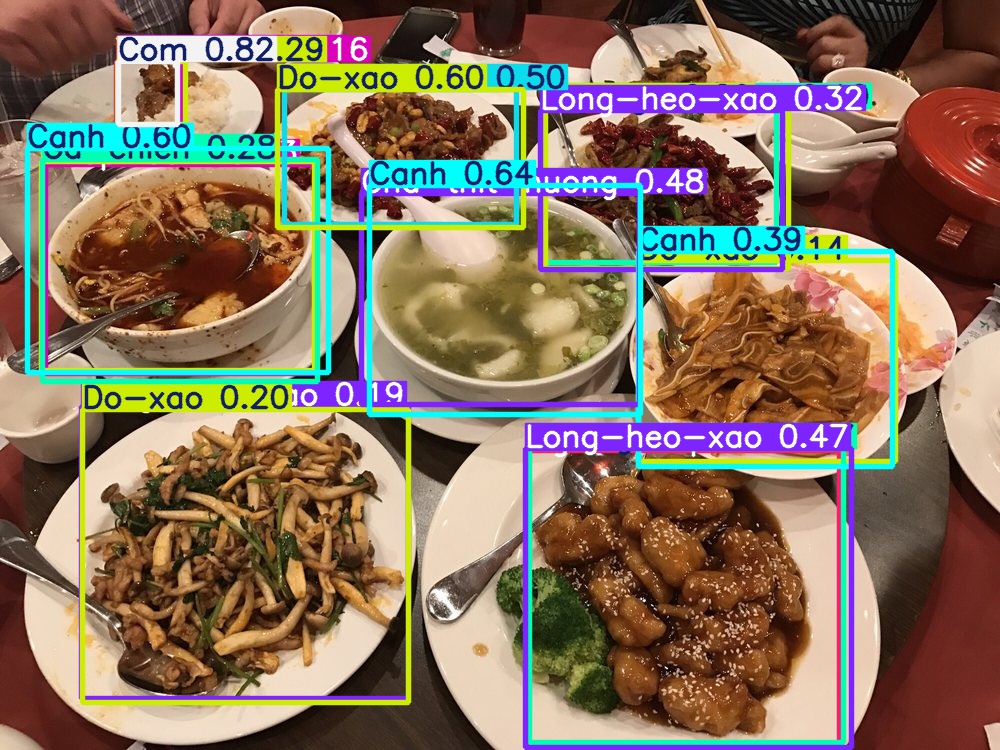 Com 0.82 .29 16
Do-xao 0.60 0.50
Long-heo-xao 0.32
Canh 0.60
0.28
Canh 0.64
0.48
Canh 0.39
0.14
Do-xao 0.20 0.19
Long-heo-xao 0.47